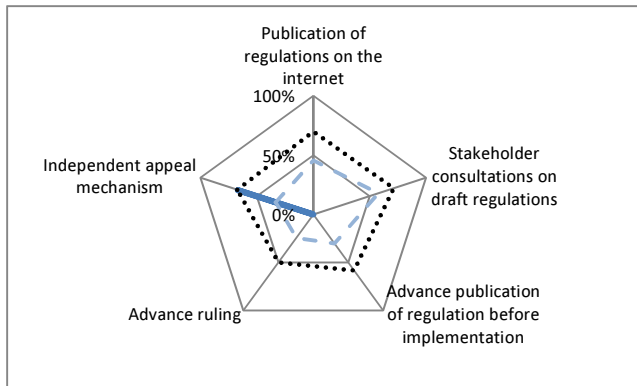 Publication of
regulations on the
internet
100%
50%
0%
Stakeholder
consultations on
draft regulations
Advance publication
of regulation before
implementation
Advance ruling
Independent appeal
mechanism